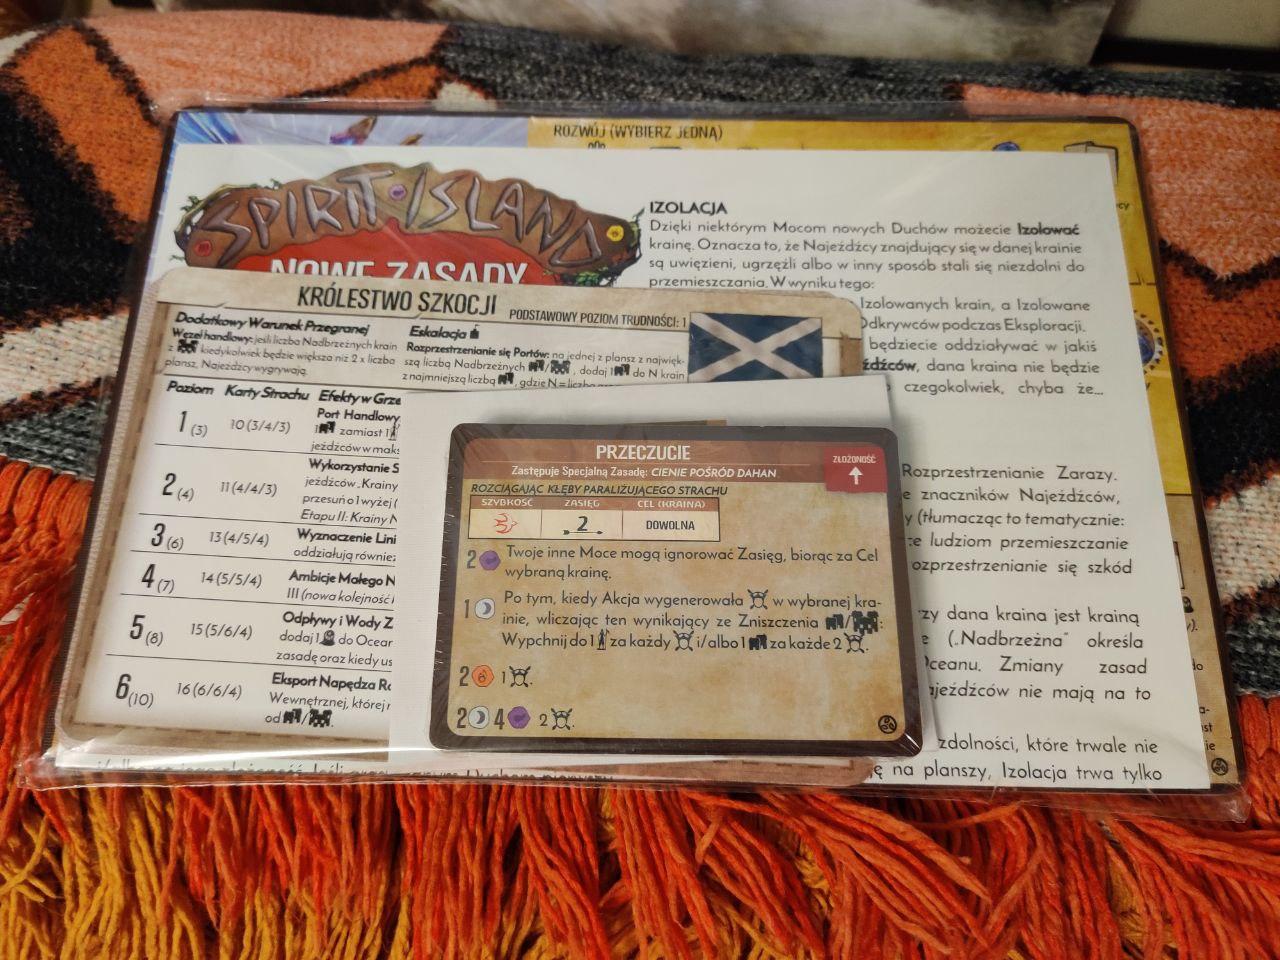 ROZWÓJ (WYBIERZ JEDNĄ)
SPIRIT ISLAND
NOWE ZASADY
IZOLACJA
Dzięki niektórym Mocom nowych Duchów możecie Izolować
krainę. Oznacza to, że Najeźdźcy znajdujący się w danej krainie
są uwięzieni, ugrzęźli albo w inny sposób stali się niezdolni do
przemieszczania. W wyniku tego:
Izolowanych krain, a Izolowane
Odkrywców podczas Eksploracji.
będziecie oddziaływać w jakiś
źdźców, dana kraina nie będzie
czegokolwiek, chyba że...
Rozprzestrzenianie Zarazy.
e znaczników Najeźdźców,
y (tłumacząc to tematycznie:
ludziom przemieszczanie
ozprzestrzenianie się szkód
zy dana kraina jest krainą
e („Nadbrzeżna" określa
Oceanu. Zmiany zasad
ajeźdźców nie mają na to
zdolności, które trwale nie
ę na planszy, Izolacja trwa tylko
KRÓLESTWO SZKOCJI
PODSTAWOWY POZIOM TRUDNOŚCI: 1
Dodatkowy Warunek Przegranej
Węzeł handlowy: jeśli liczba Nadbrzeżnych krain
z kiedykolwiek będzie większa niż 2 x liczba
plansz, Najeźdźcy wygrywają.
Eskalacja
Rozprzestrzenianie się Portów: na jednej z plansz z najwięk-
szą liczbą Nadbrzeżnych / , dodaj 1 do N krain
z najmniejszą liczbą , gdzie N = liczba
Poziom Karty Strachu Efekty w Grze
1 (3) 10 (3/4/3) Port Handlowy
1 zamiast 1
jeźdźców w maks
2 (4) 11 (4/4/3) Wykorzystanie S
jeźdźców „Krainy
przesuń o 1 wyżej (
Etapu II: Krainy N
3 (6) 13 (4/5/4) Wyznaczenie Lini
oddziałują również
4 (7) 14 (5/5/4) Ambicje Małego N
III (nowa kolejność k
5 (8) 15 (5/6/4) Odpływy i Wody Z
dodaj 1 do Ocean
zasadę oraz kiedy us
6 (10) 16 (6/6/4) Eksport Napędza Ro
Wewnętrznej, której n
od /
PRZECZUCIE
Zastępuje Specjalną Zasadę: CIENIE POŚRÓD DAHAN
ZŁOŻONOŚĆ
ROZCIĄGAJĄC KŁĘBY PARALIŻUJĄCEGO STRACHU
SZYBKOŚĆ ZASIĘG CEL (KRAINA)
2 DOWOLNA
2 Twoje inne Moce mogą ignorować Zasięg, biorąc za Cel
wybraną krainę.
1 Po tym, kiedy Akcja wygenerowała w wybranej kra-
inie, wliczając ten wynikający ze Zniszczenia / :
Wypchnij do 1 za każdy i/albo 1 za każde 2 .
2 1 .
2 4 2 .